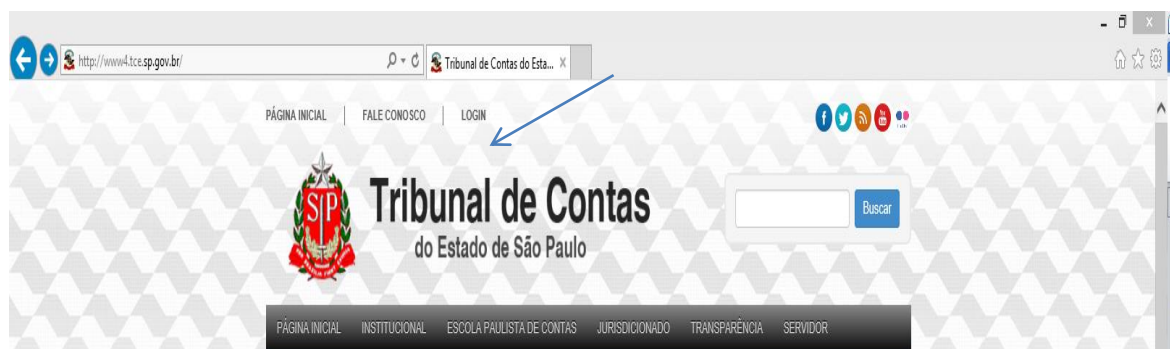 http://www4.tce.sp.gov.br/
Tribunal de Contas do Esta...
PÁGINA INICIAL | FALE CONOSCO | LOGIN
Tribunal de Contas
do Estado de São Paulo
Buscar
PÁGINA INICIAL INSTITUCIONAL ESCOLA PAULISTA DE CONTAS JURISDICIONADO TRANSPARÊNCIA SERVIDOR